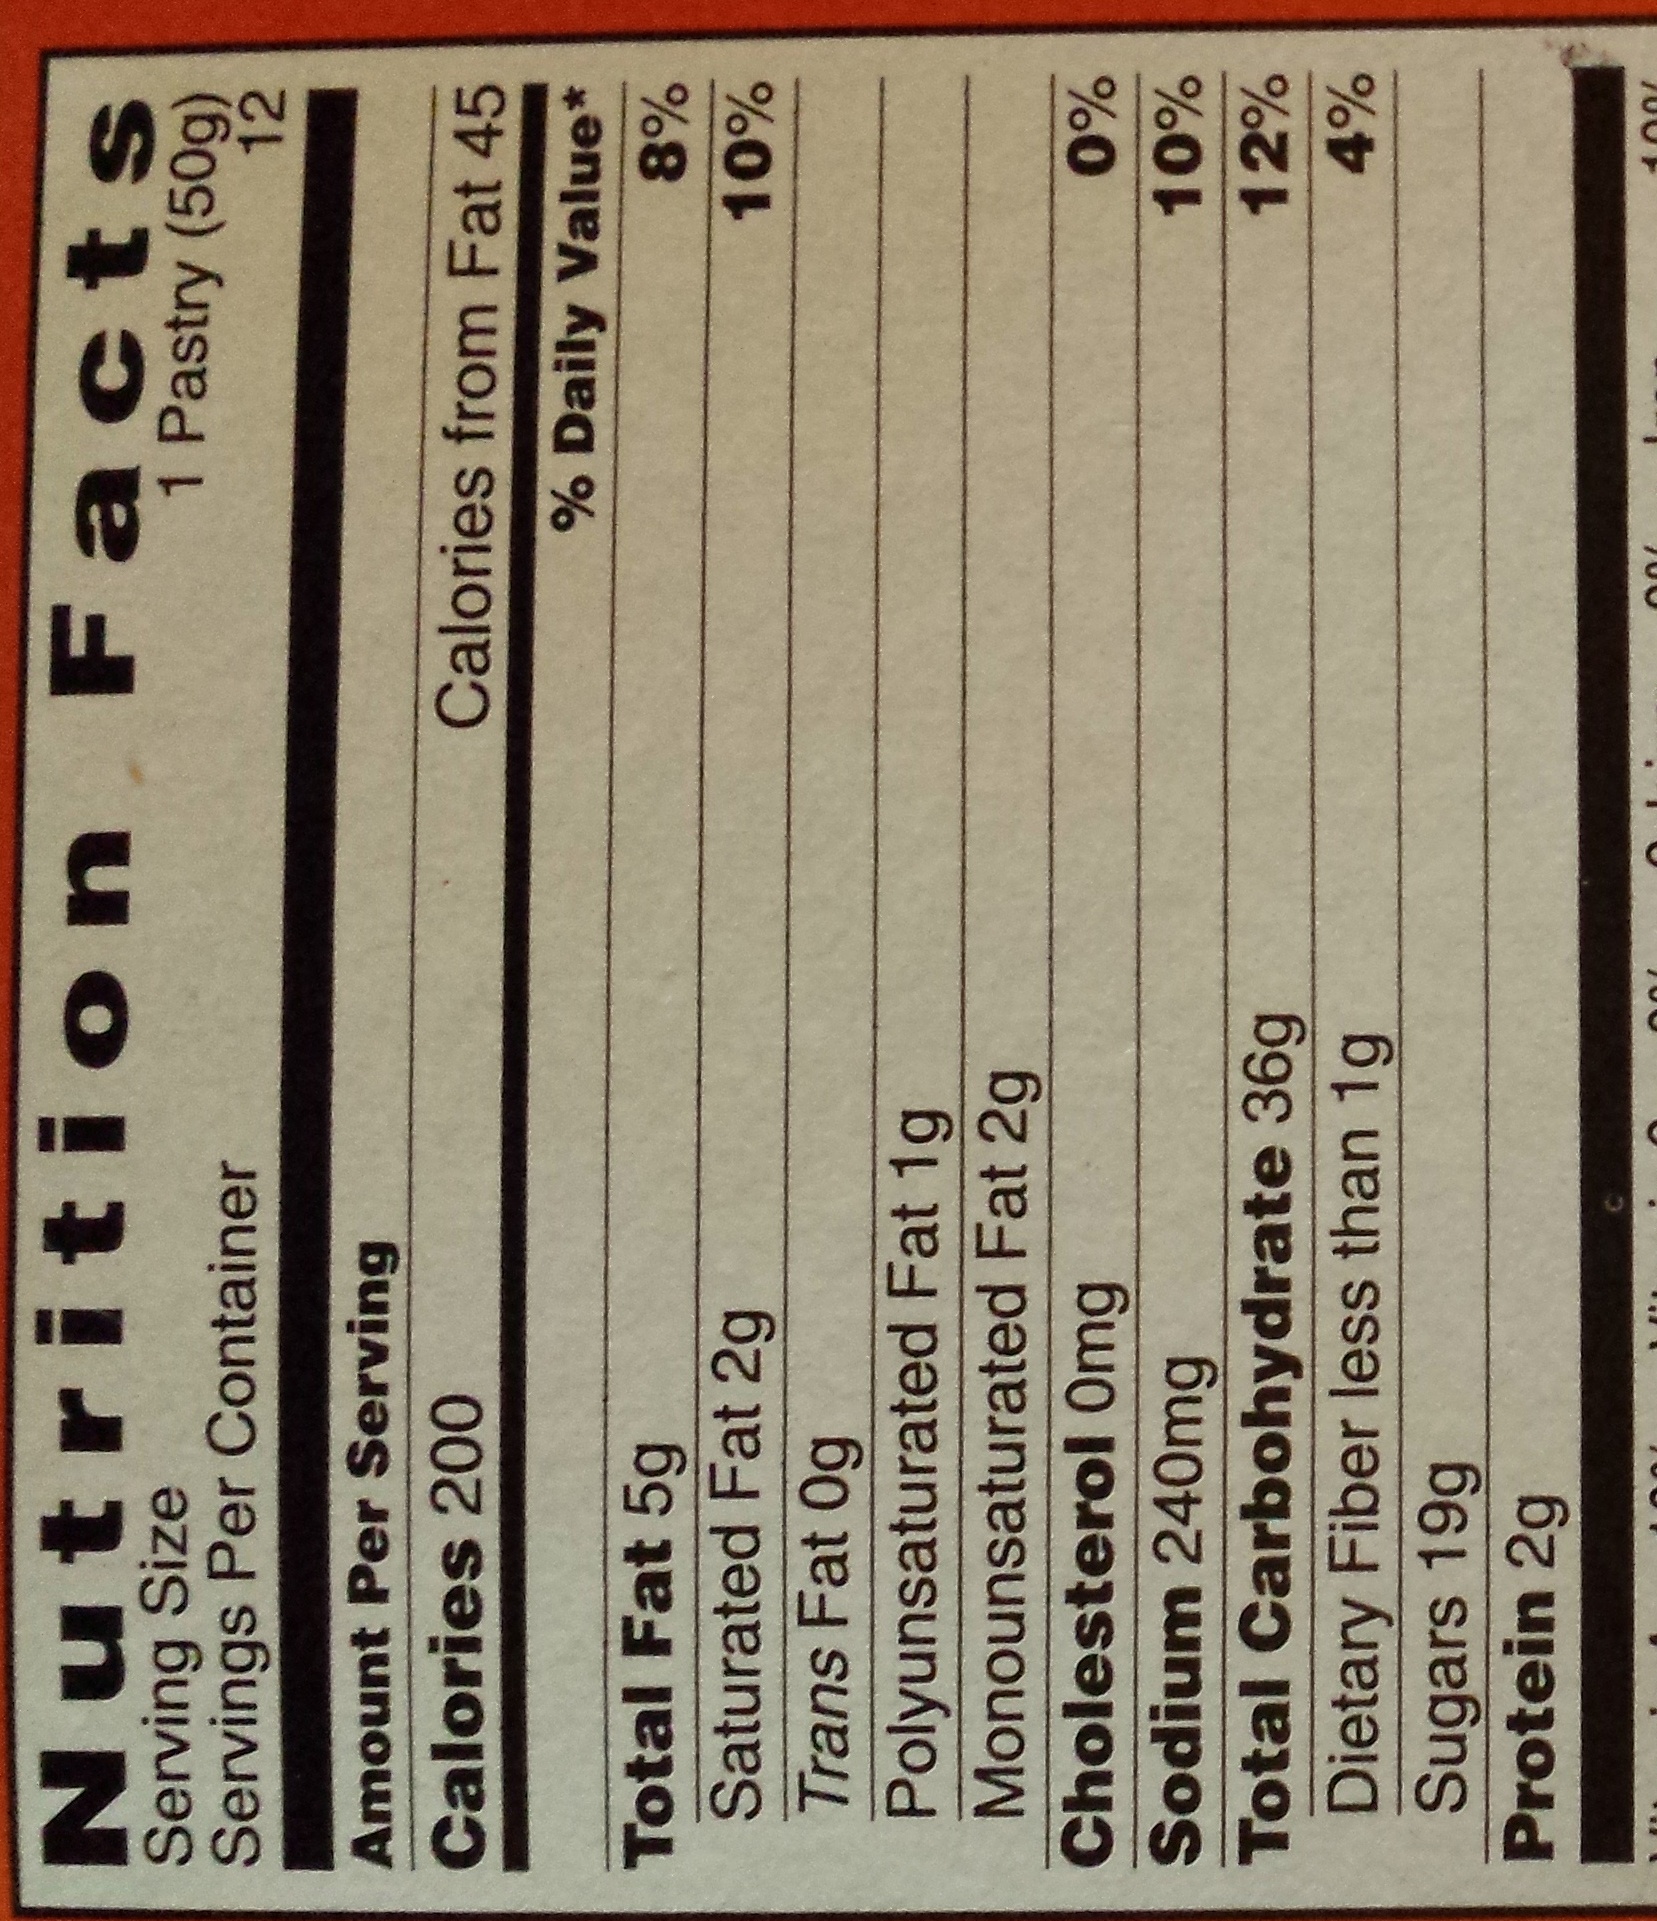 Nutrition Facts
Serving Size 1 Pastry (50g)
Servings Per Container 12
Amount Per Serving
Calories 200 Calories from Fat 45
% Daily Value*
Total Fat 5g 8%
Saturated Fat 2g 10%
Trans Fat 0g
Polyunsaturated Fat 1g
Monounsaturated Fat 2g
Cholesterol 0mg 0%
Sodium 240mg 10%
Total Carbohydrate 36g 12%
Dietary Fiber less than 1g 4%
Sugars 19g
Protein 2g